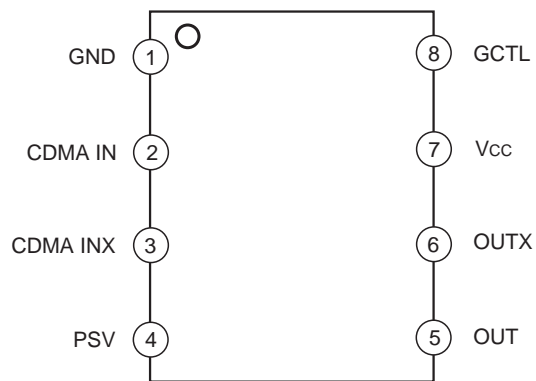 GND 1 8 GCTL
CDMA IN 2 7 Vcc
CDMA INX 3 6 OUTX
PSV 4 5 OUT